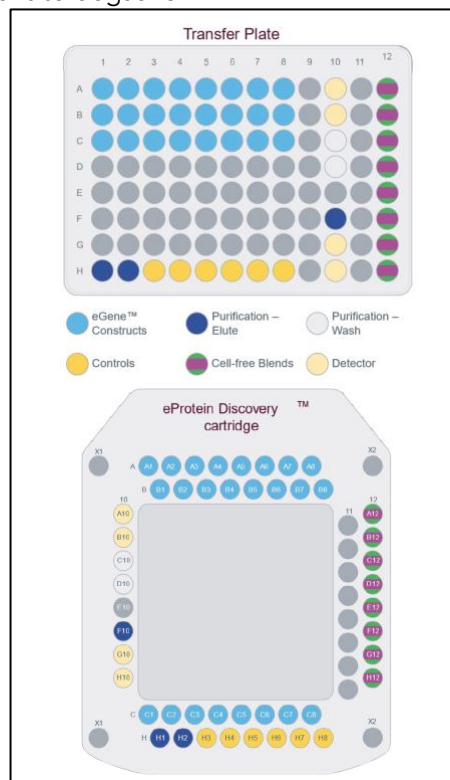 Transfer Plate
1 2 3 4 5 6 7 8 9 10 11 12
A
B
C
D
E
F
G
H
eGene™ Constructs
Purification – Elute
Purification – Wash
Controls
Cell-free Blends
Detector
eProtein Discovery ™
cartridge
X1 X2
A A1 A2 A3 A4 A5 A6 A7 A8
B B1 B2 B3 B4 B5 B6 B7 B8
10 11 12
A10 A12
B10 B12
C10 C12
D10 D12
E10 E12
F10 F12
G10 G12
H10 H12
C C1 C2 C3 C4 C5 C6 C7 C8
X1 X2
H H1 H2 H3 H4 H5 H6 H7 H8